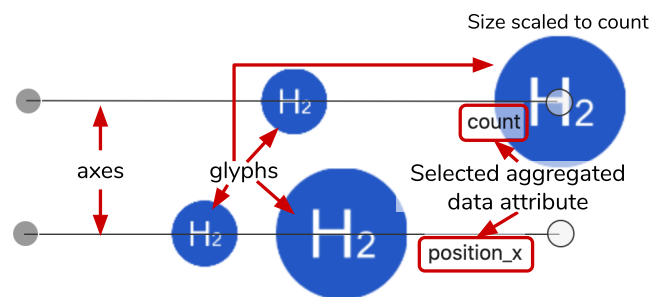 Size scaled to count
H₂
H₂
count
axes
glyphs
Selected aggregated
data attribute
H₂
H₂
position_x